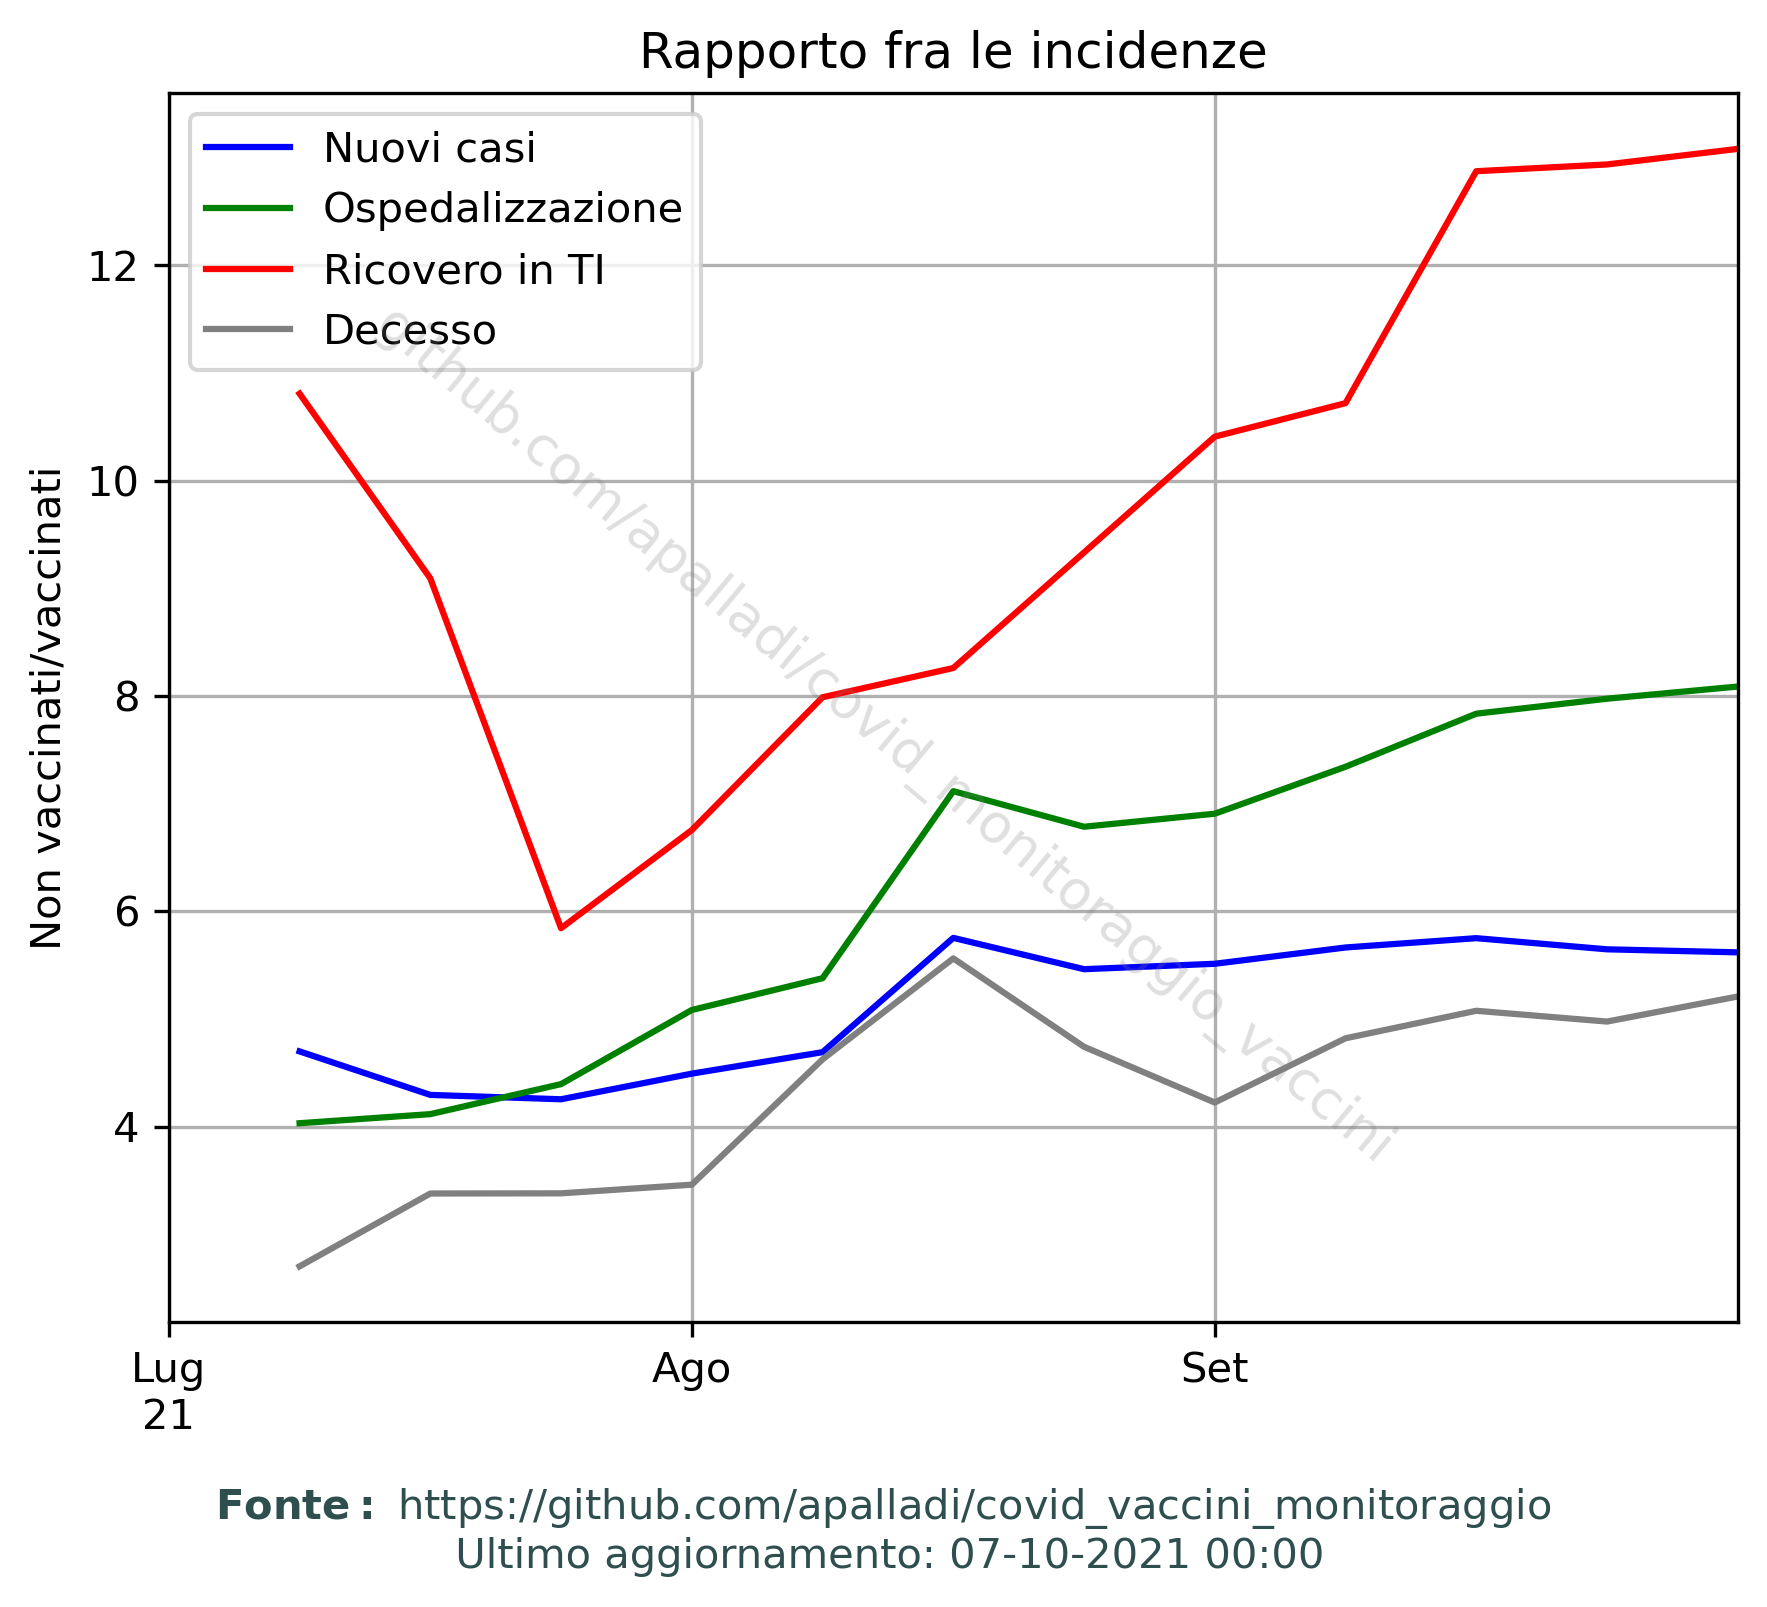 Rapporto fra le incidenze
Nuovi casi
Ospedalizzazione
Ricovero in TI
Decesso
github.com/apalladi/covid_monitoraggio_vaccini
Non vaccinati/vaccinati
12
10
8
6
4
Lug
21
Ago
Set
Fonte: https://github.com/apalladi/covid_vaccini_monitoraggio
Ultimo aggiornamento: 07-10-2021 00:00